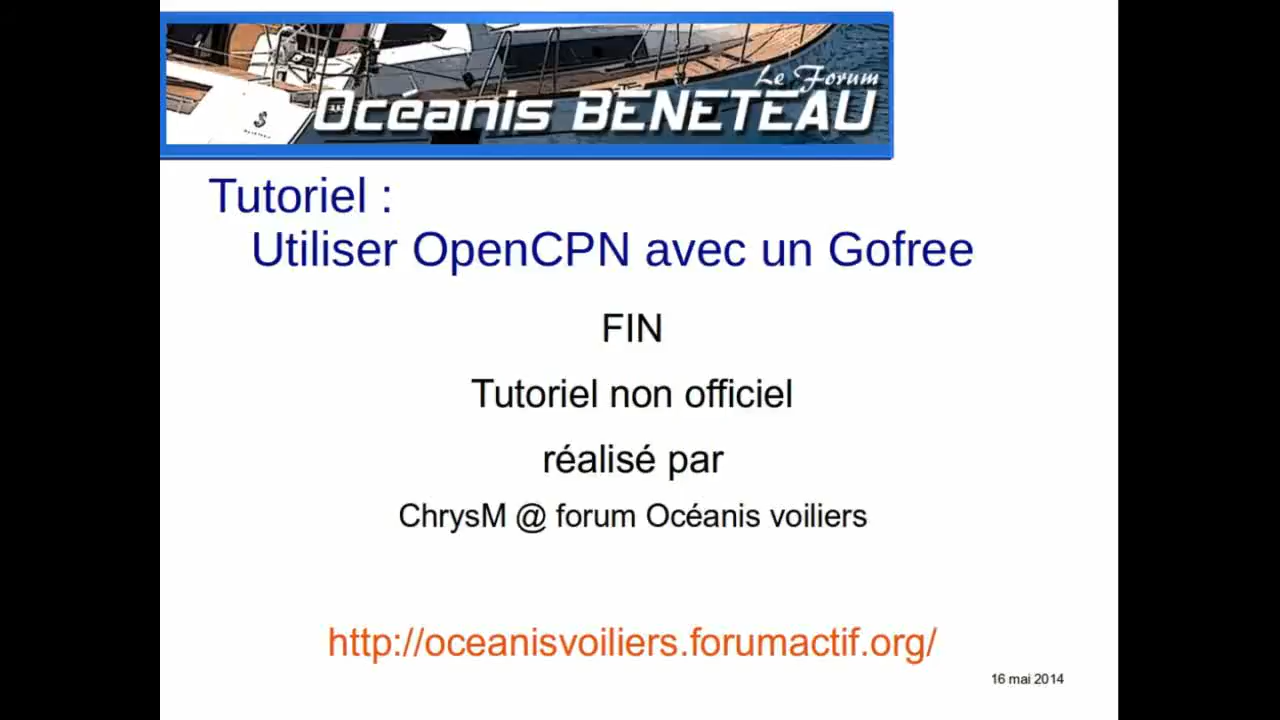 Le Forum
Océanis BENETEAU
Tutoriel :
Utiliser OpenCPN avec un Gofree
FIN
Tutoriel non officiel
réalisé par
ChrysM @ forum Océanis voiliers
http://oceanisvoiliers.forumactif.org/
16 mai 2014